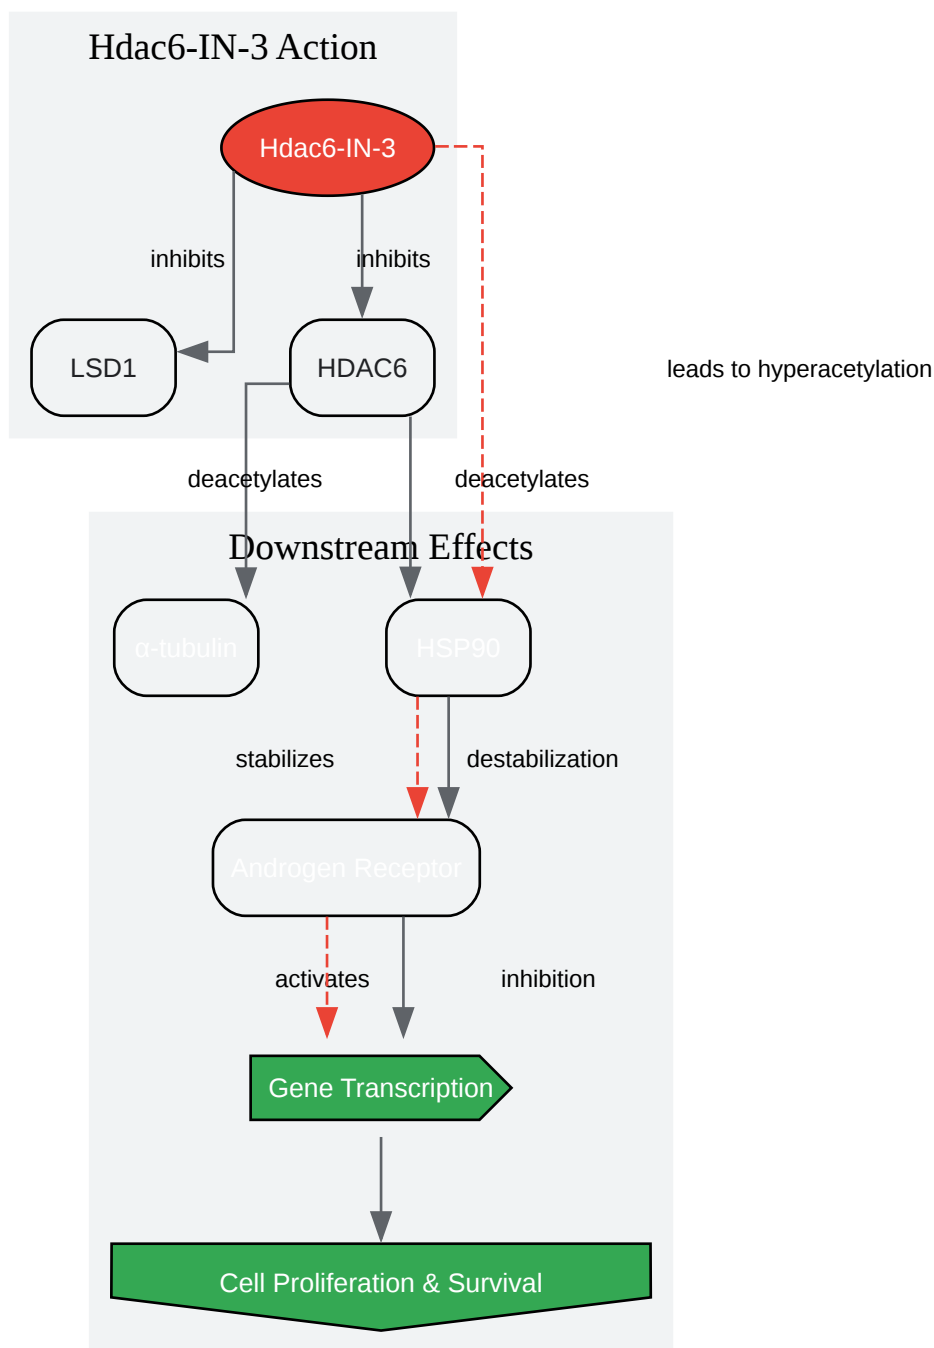 Hdac6-IN-3 Action
Hdac6-IN-3
inhibits
inhibits
LSD1
HDAC6
leads to hyperacetylation
deacetylates
deacetylates
Downstream Effects
α-tubulin
HSP90
stabilizes
destabilization
Androgen Receptor
activates
inhibition
Gene Transcription
Cell Proliferation & Survival